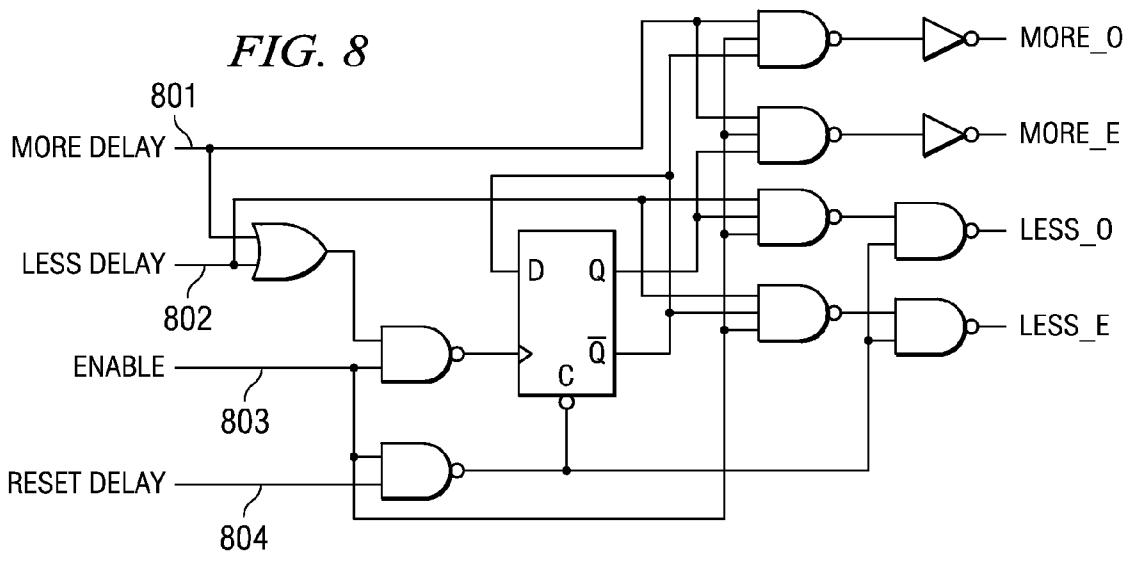 FIG. 8
801
MORE DELAY
LESS DELAY
802
ENABLE
803
RESET DELAY
804
D Q
Q̅
C
MORE_O
MORE_E
LESS_O
LESS_E